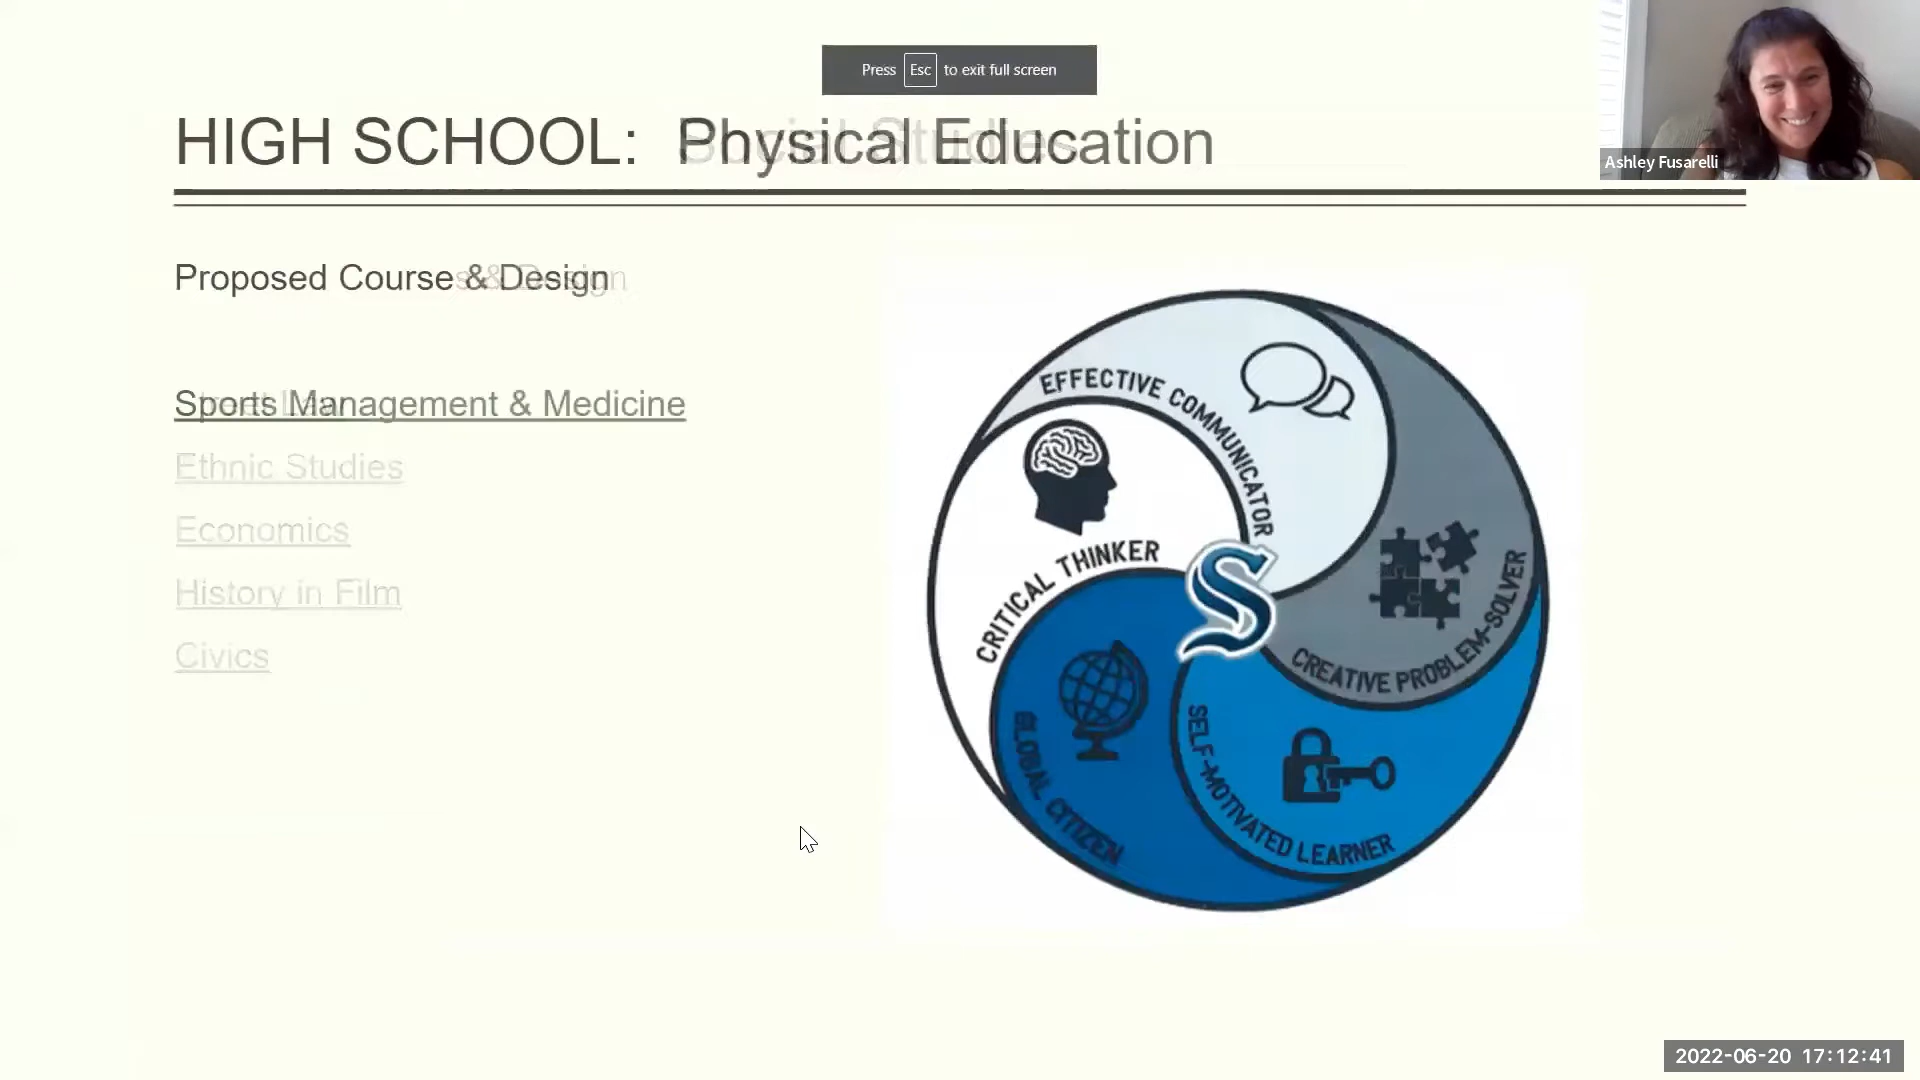 Press Esc to exit full screen
HIGH SCHOOL: Physical Education
Ashley Fusarelli
Proposed Course & Design
Sports Management & Medicine
Ethnic Studies
Economics
History in Film
Civics
EFFECTIVE COMMUNICATOR
CRITICAL THINKER
S
CREATIVE PROBLEM-SOLVER
GLOBAL CITIZEN
SELF-MOTIVATED LEARNER
2022-06-20 17:12:41